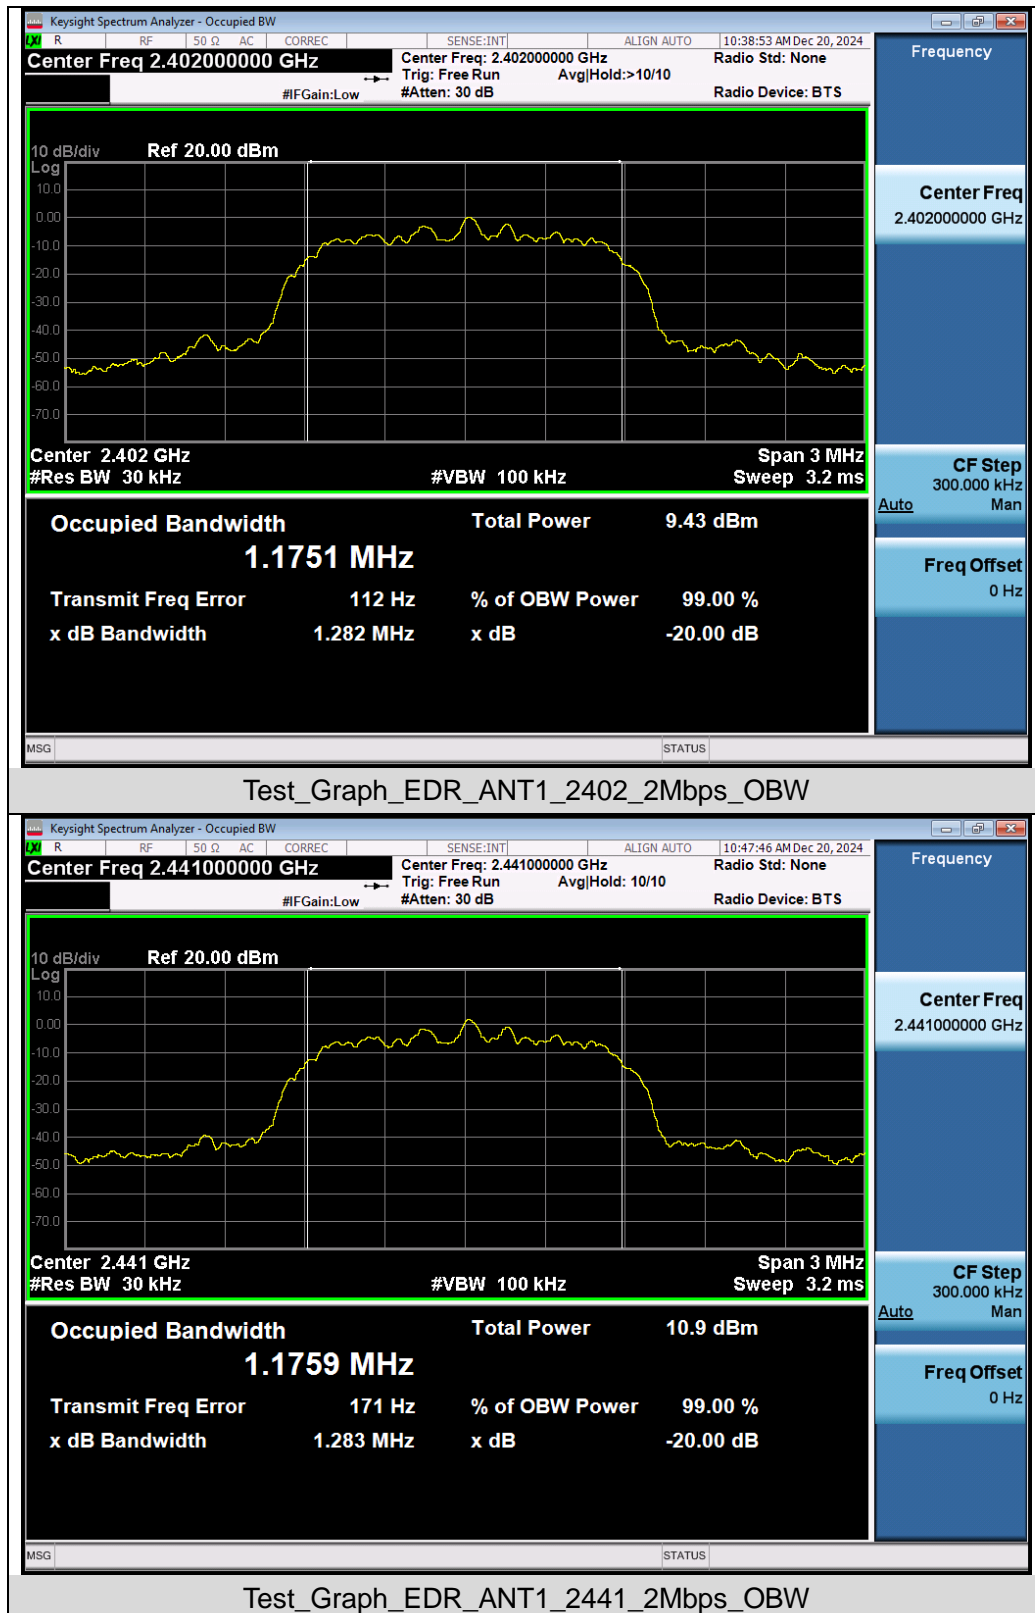 Keysight Spectrum Analyzer - Occupied BW
LXI R RF 50 Ω AC CORREC SENSE:INT ALIGN AUTO 10:38:53 AM Dec 20, 2024
Center Freq 2.402000000 GHz
Center Freq: 2.402000000 GHz Radio Std: None
Trig: Free Run Avg|Hold:>10/10
#IFGain:Low #Atten: 30 dB Radio Device: BTS
Frequency
10 dB/div Ref 20.00 dBm
Log
10.0
0.00
-10.0
-20.0
-30.0
-40.0
-50.0
-60.0
-70.0
Center 2.402 GHz Span 3 MHz
#Res BW 30 kHz #VBW 100 kHz Sweep 3.2 ms
Center Freq
2.402000000 GHz
CF Step
300.000 kHz
Auto Man
Freq Offset
0 Hz
Occupied Bandwidth Total Power 9.43 dBm
1.1751 MHz
Transmit Freq Error 112 Hz % of OBW Power 99.00 %
x dB Bandwidth 1.282 MHz x dB -20.00 dB
MSG STATUS
Test_Graph_EDR_ANT1_2402_2Mbps_OBW
Keysight Spectrum Analyzer - Occupied BW
LXI R RF 50 Ω AC CORREC SENSE:INT ALIGN AUTO 10:47:46 AM Dec 20, 2024
Center Freq 2.441000000 GHz
Center Freq: 2.441000000 GHz Radio Std: None
Trig: Free Run Avg|Hold: 10/10
#IFGain:Low #Atten: 30 dB Radio Device: BTS
Frequency
10 dB/div Ref 20.00 dBm
Log
10.0
0.00
-10.0
-20.0
-30.0
-40.0
-50.0
-60.0
-70.0
Center 2.441 GHz Span 3 MHz
#Res BW 30 kHz #VBW 100 kHz Sweep 3.2 ms
Center Freq
2.441000000 GHz
CF Step
300.000 kHz
Auto Man
Freq Offset
0 Hz
Occupied Bandwidth Total Power 10.9 dBm
1.1759 MHz
Transmit Freq Error 171 Hz % of OBW Power 99.00 %
x dB Bandwidth 1.283 MHz x dB -20.00 dB
MSG STATUS
Test_Graph_EDR_ANT1_2441_2Mbps_OBW